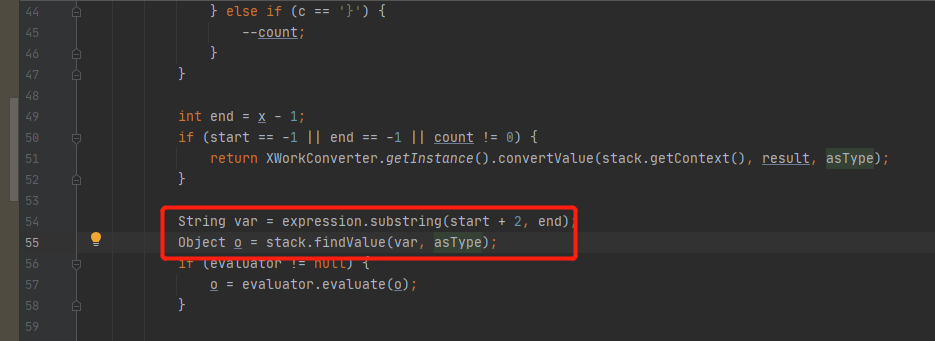 44 } else if (c == '}') {
45 --count;
46 }
47 }
48
49 int end = x - 1;
50 if (start == -1 || end == -1 || count != 0) {
51 return XWorkConverter.getInstance().convertValue(stack.getContext(), result, asType);
52 }
53
54 String var = expression.substring(start + 2, end);
55 Object o = stack.findValue(var, asType);
56 if (evaluator != null) {
57 o = evaluator.evaluate(o);
58 }
59